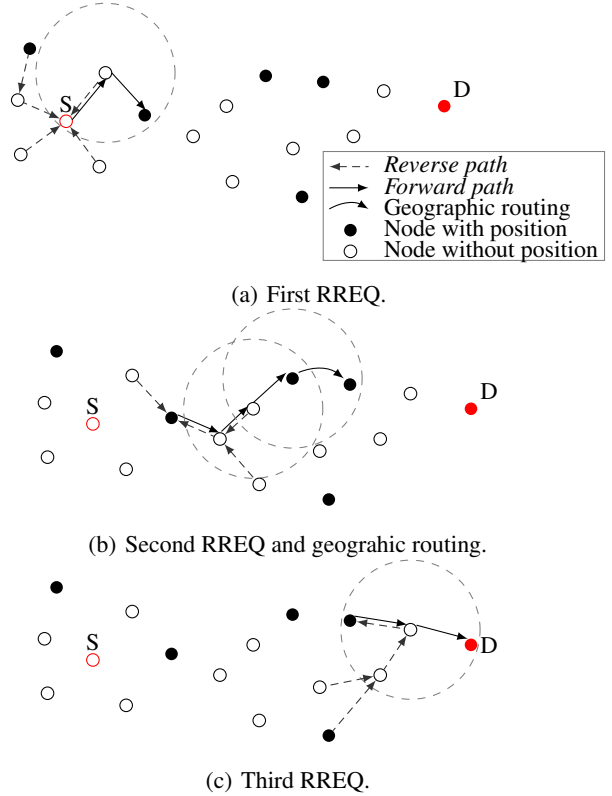 S
D
Reverse path
Forward path
Geographic routing
Node with position
Node without position
(a) First RREQ.
S
D
(b) Second RREQ and geograhic routing.
S
D
(c) Third RREQ.